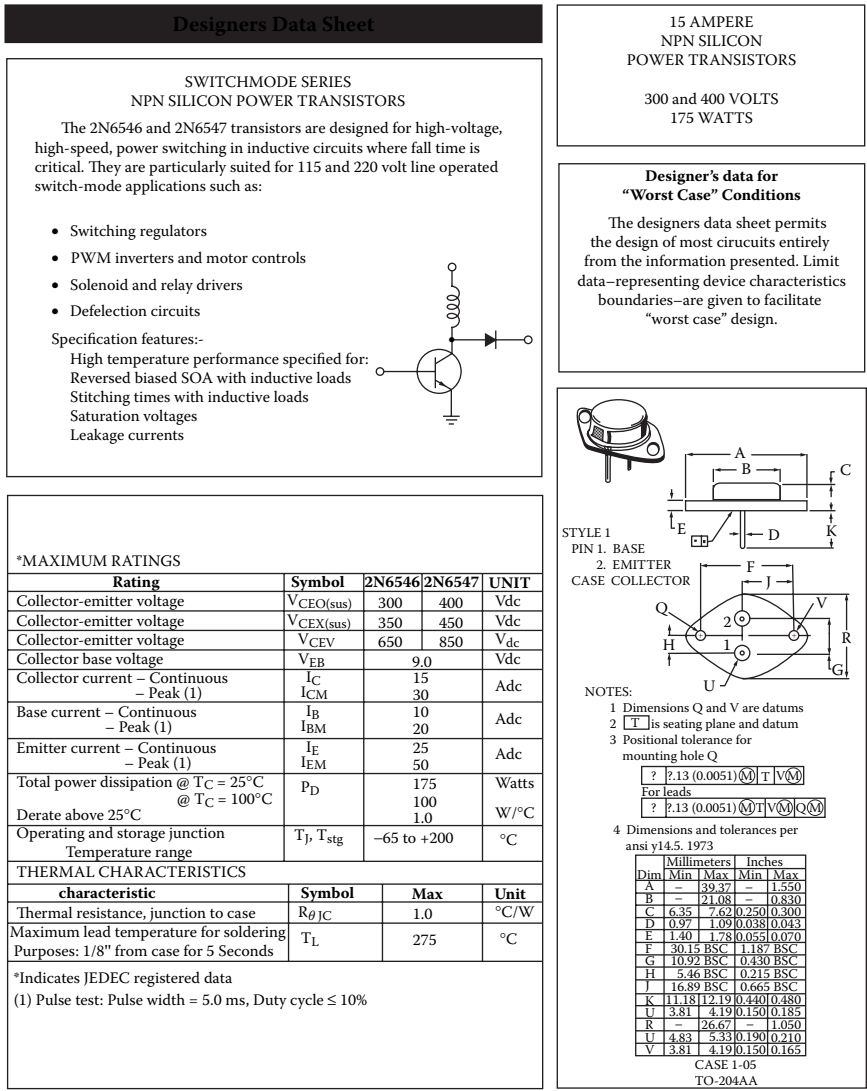 Designers Data Sheet
SWITCHMODE SERIES
NPN SILICON POWER TRANSISTORS
The 2N6546 and 2N6547 transistors are designed for high-voltage,
high-speed, power switching in inductive circuits where fall time is
critical. They are particularly suited for 115 and 220 volt line operated
switch-mode applications such as:
• Switching regulators
• PWM inverters and motor controls
• Solenoid and relay drivers
• Defelection circuits
Specification features:-
High temperature performance specified for:
Reversed biased SOA with inductive loads
Stitching times with inductive loads
Saturation voltages
Leakage currents
15 AMPERE
NPN SILICON
POWER TRANSISTORS
300 and 400 VOLTS
175 WATTS
Designer's data for
“Worst Case” Conditions
The designers data sheet permits
the design of most cirucuits entirely
from the information presented. Limit
data–representing device characteristics
boundaries–are given to facilitate
“worst case” design.
*MAXIMUM RATINGS
Rating Symbol 2N6546 2N6547 UNIT
Collector-emitter voltage VCEO(sus) 300 400 Vdc
Collector-emitter voltage VCEX(sus) 350 450 Vdc
Collector-emitter voltage VCEV 650 850 Vdc
Collector base voltage VEB 9.0 Vdc
Collector current – Continuous IC 15 Adc
– Peak (1) ICM 30
Base current – Continuous IB 10 Adc
– Peak (1) IBM 20
Emitter current – Continuous IE 25 Adc
– Peak (1) IEM 50
Total power dissipation @ TC = 25°C PD 175 Watts
@ TC = 100°C 100
Derate above 25°C 1.0 W/°C
Operating and storage junction TJ, Tstg −65 to +200 °C
Temperature range
THERMAL CHARACTERISTICS
characteristic Symbol Max Unit
Thermal resistance, junction to case Rθ JC 1.0 °C/W
Maximum lead temperature for soldering TL 275 °C
Purposes: 1/8" from case for 5 Seconds
*Indicates JEDEC registered data
(1) Pulse test: Pulse width = 5.0 ms, Duty cycle ≤ 10%
A
B
C
E
D
K
STYLE 1
PIN 1. BASE
2. EMITTER
CASE COLLECTOR
F
J
Q
V
2
H
1
R
G
U
NOTES:
1 Dimensions Q and V are datums
2 T is seating plane and datum
3 Positional tolerance for
mounting hole Q
? ?.13 (0.0051) Ⓜ T VⓂ
For leads
? ?.13 (0.0051) ⓂT VⓂ QⓂ
4 Dimensions and tolerances per
ansi y14.5. 1973
Millimeters Inches
Dim Min Max Min Max
A – 39.37 – 1.550
B – 21.08 – 0.830
C 6.35 7.62 0.250 0.300
D 0.97 1.09 0.038 0.043
E 1.40 1.78 0.055 0.070
F 30.15 BSC 1.187 BSC
G 10.92 BSC 0.430 BSC
H 5.46 BSC 0.215 BSC
J 16.89 BSC 0.665 BSC
K 11.18 12.19 0.440 0.480
U 3.81 4.19 0.150 0.185
R – 26.67 – 1.050
U 4.83 5.33 0.190 0.210
V 3.81 4.19 0.150 0.165
CASE 1-05
TO-204AA